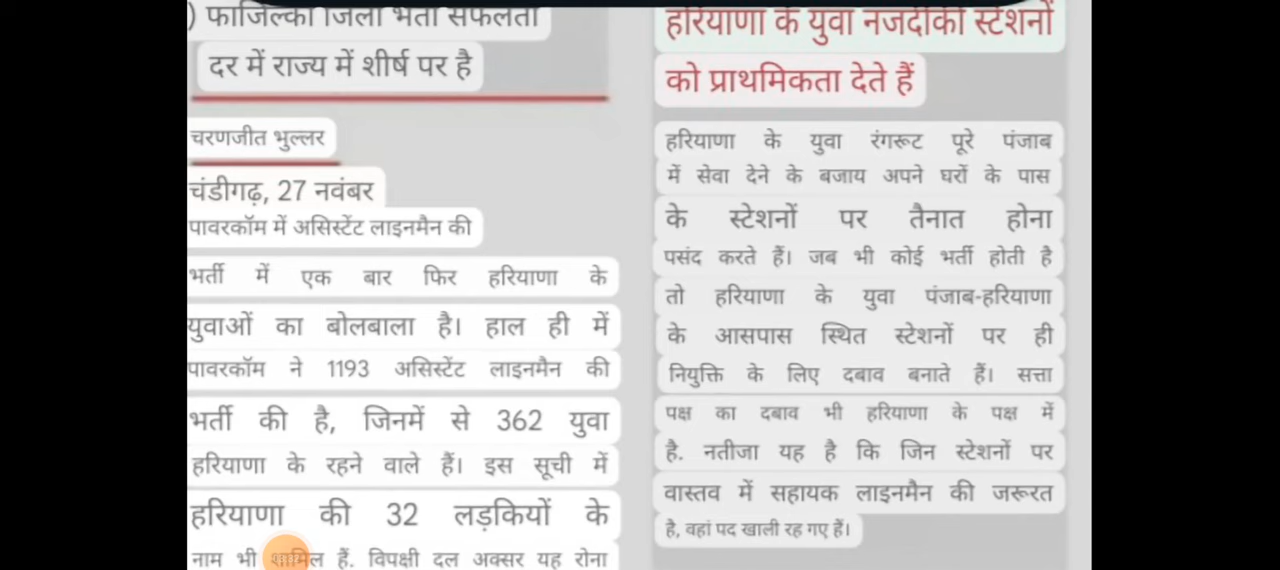 ) फाजिल्का जिला भर्ती सफलता
दर में राज्य में शीर्ष पर है
चरणजीत भुल्लर
चंडीगढ़, 27 नवंबर
पावरकॉम में असिस्टेंट लाइनमैन की
भर्ती में एक बार फिर हरियाणा के
युवाओं का बोलबाला है। हाल ही में
पावरकॉम ने 1193 असिस्टेंट लाइनमैन की
भर्ती की है, जिनमें से 362 युवा
हरियाणा के रहने वाले हैं। इस सूची में
हरियाणा की 32 लड़कियों के
नाम भी शामिल हैं. विपक्षी दल अक्सर यह रोना
हरियाणा के युवा नजदीकी स्टेशनों
को प्राथमिकता देते हैं
हरियाणा के युवा रंगरूट पूरे पंजाब
में सेवा देने के बजाय अपने घरों के पास
के स्टेशनों पर तैनात होना
पसंद करते हैं। जब भी कोई भर्ती होती है
तो हरियाणा के युवा पंजाब-हरियाणा
के आसपास स्थित स्टेशनों पर ही
नियुक्ति के लिए दबाव बनाते हैं। सत्ता
पक्ष का दबाव भी हरियाणा के पक्ष में
है. नतीजा यह है कि जिन स्टेशनों पर
वास्तव में सहायक लाइनमैन की जरूरत
है, वहां पद खाली रह गए हैं।